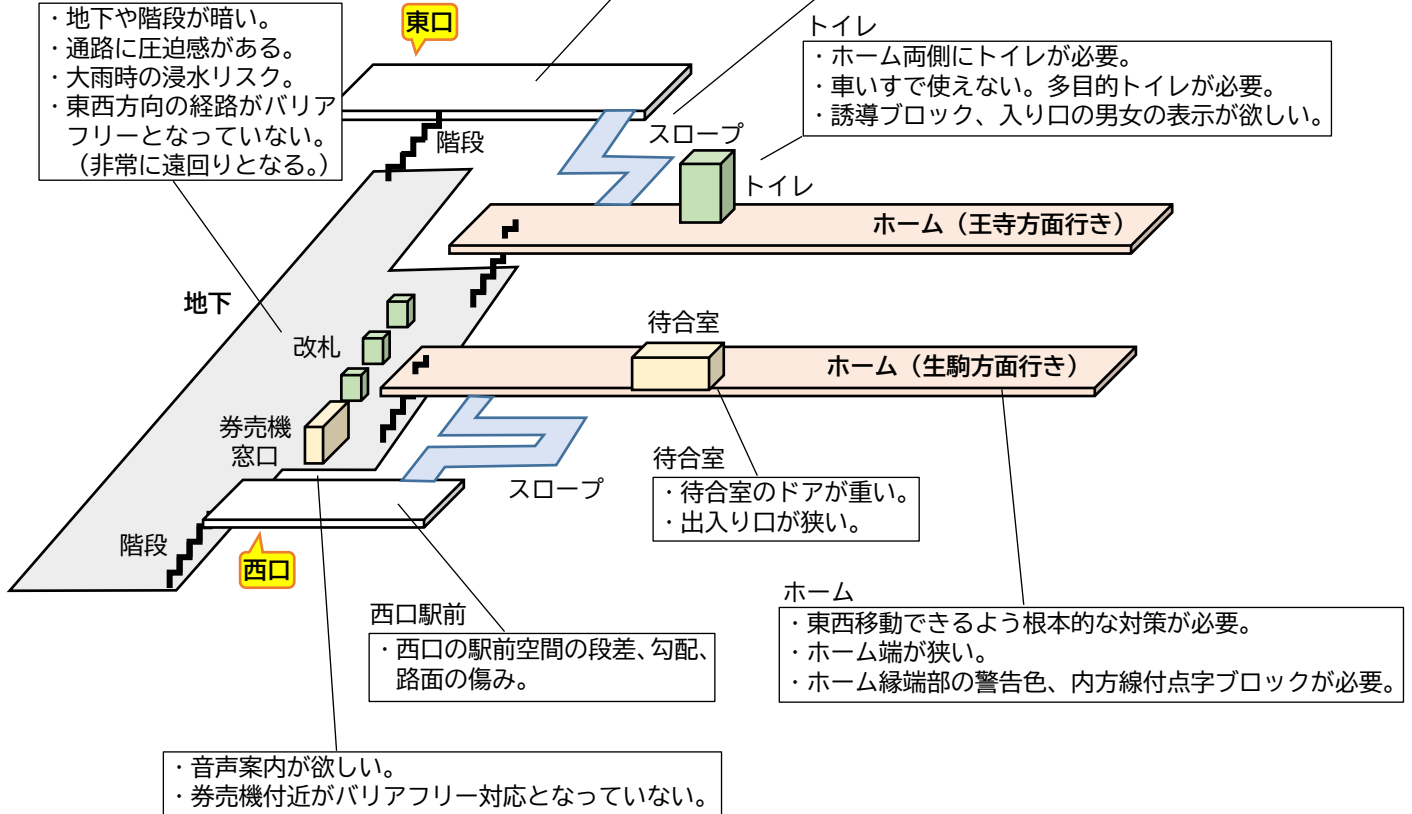 ・地下や階段が暗い。
・通路に圧迫感がある。
・大雨時の浸水リスク。
・東西方向の経路がバリア
フリーとなっていない。
（非常に遠回りとなる。）
東口
トイレ
・ホーム両側にトイレが必要。
・車いすで使えない。多目的トイレが必要。
・誘導ブロック、入り口の男女の表示が欲しい。
階段
スロープ
トイレ
ホーム（王寺方面行き）
地下
改札
待合室
ホーム（生駒方面行き）
券売機
窓口
スロープ
待合室
・待合室のドアが重い。
・出入り口が狭い。
階段
西口
西口駅前
・西口の駅前空間の段差、勾配、
路面の傷み。
ホーム
・東西移動できるよう根本的な対策が必要。
・ホーム端が狭い。
・ホーム縁端部の警告色、内方線付点字ブロックが必要。
・音声案内が欲しい。
・券売機付近がバリアフリー対応となっていない。